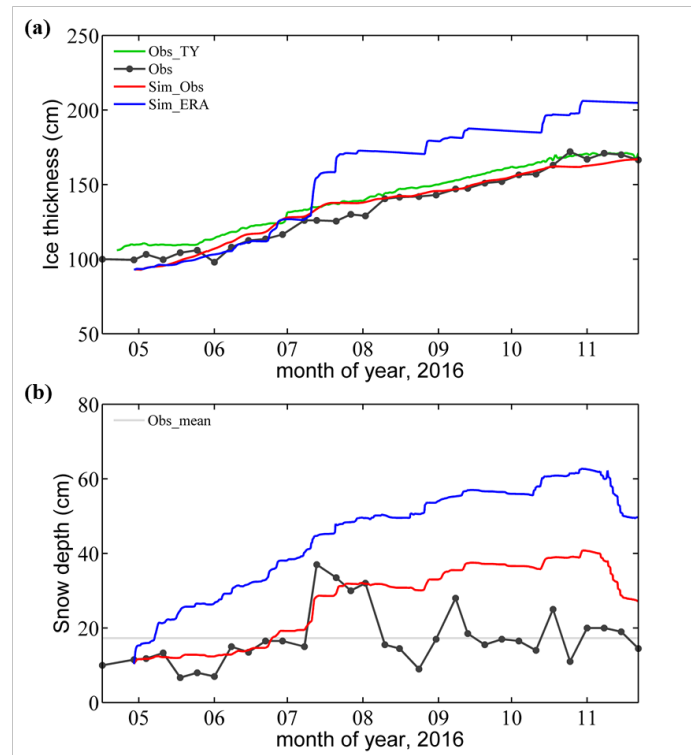 (a)
250
200
150
100
50
Ice thickness (cm)
Obs_TY
Obs
Sim_Obs
Sim_ERA
05 06 07 08 09 10 11
month of year, 2016
(b)
80
60
40
20
0
Snow depth (cm)
Obs_mean
05 06 07 08 09 10 11
month of year, 2016